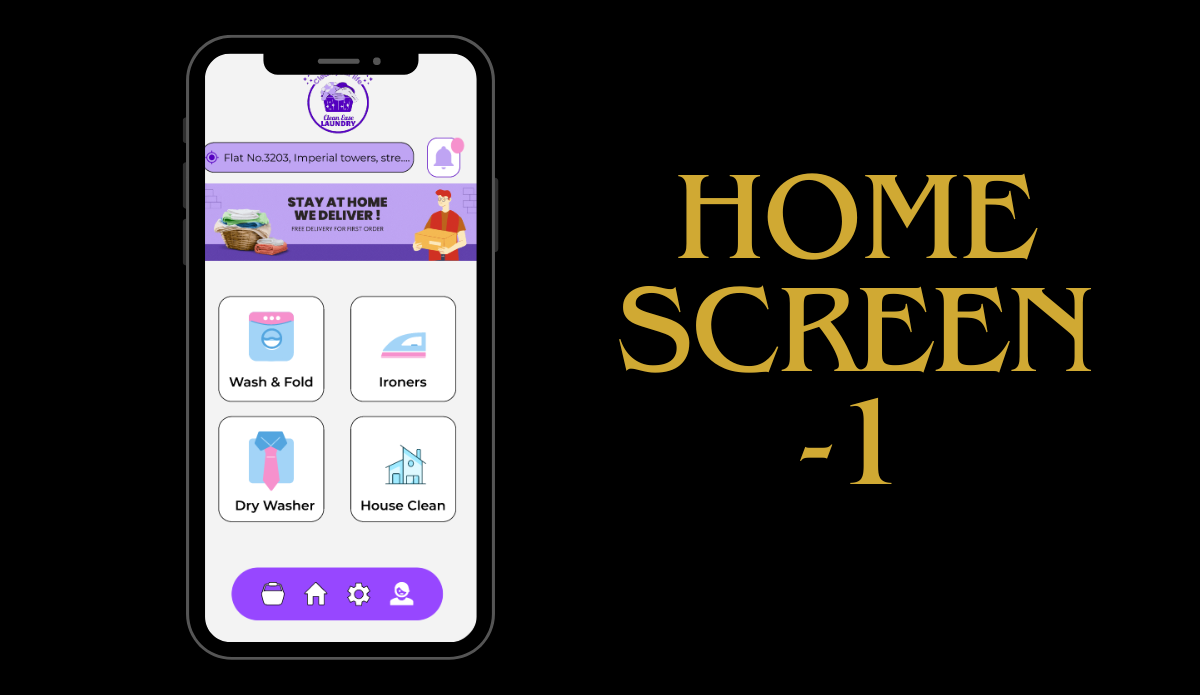 Clean Ease
LAUNDRY
Flat No.3203, Imperial towers, stre....
STAY AT HOME
WE DELIVER !
FREE DELIVERY FOR FIRST ORDER
Wash & Fold
Ironers
Dry Washer
House Clean
HOME
SCREEN
-1